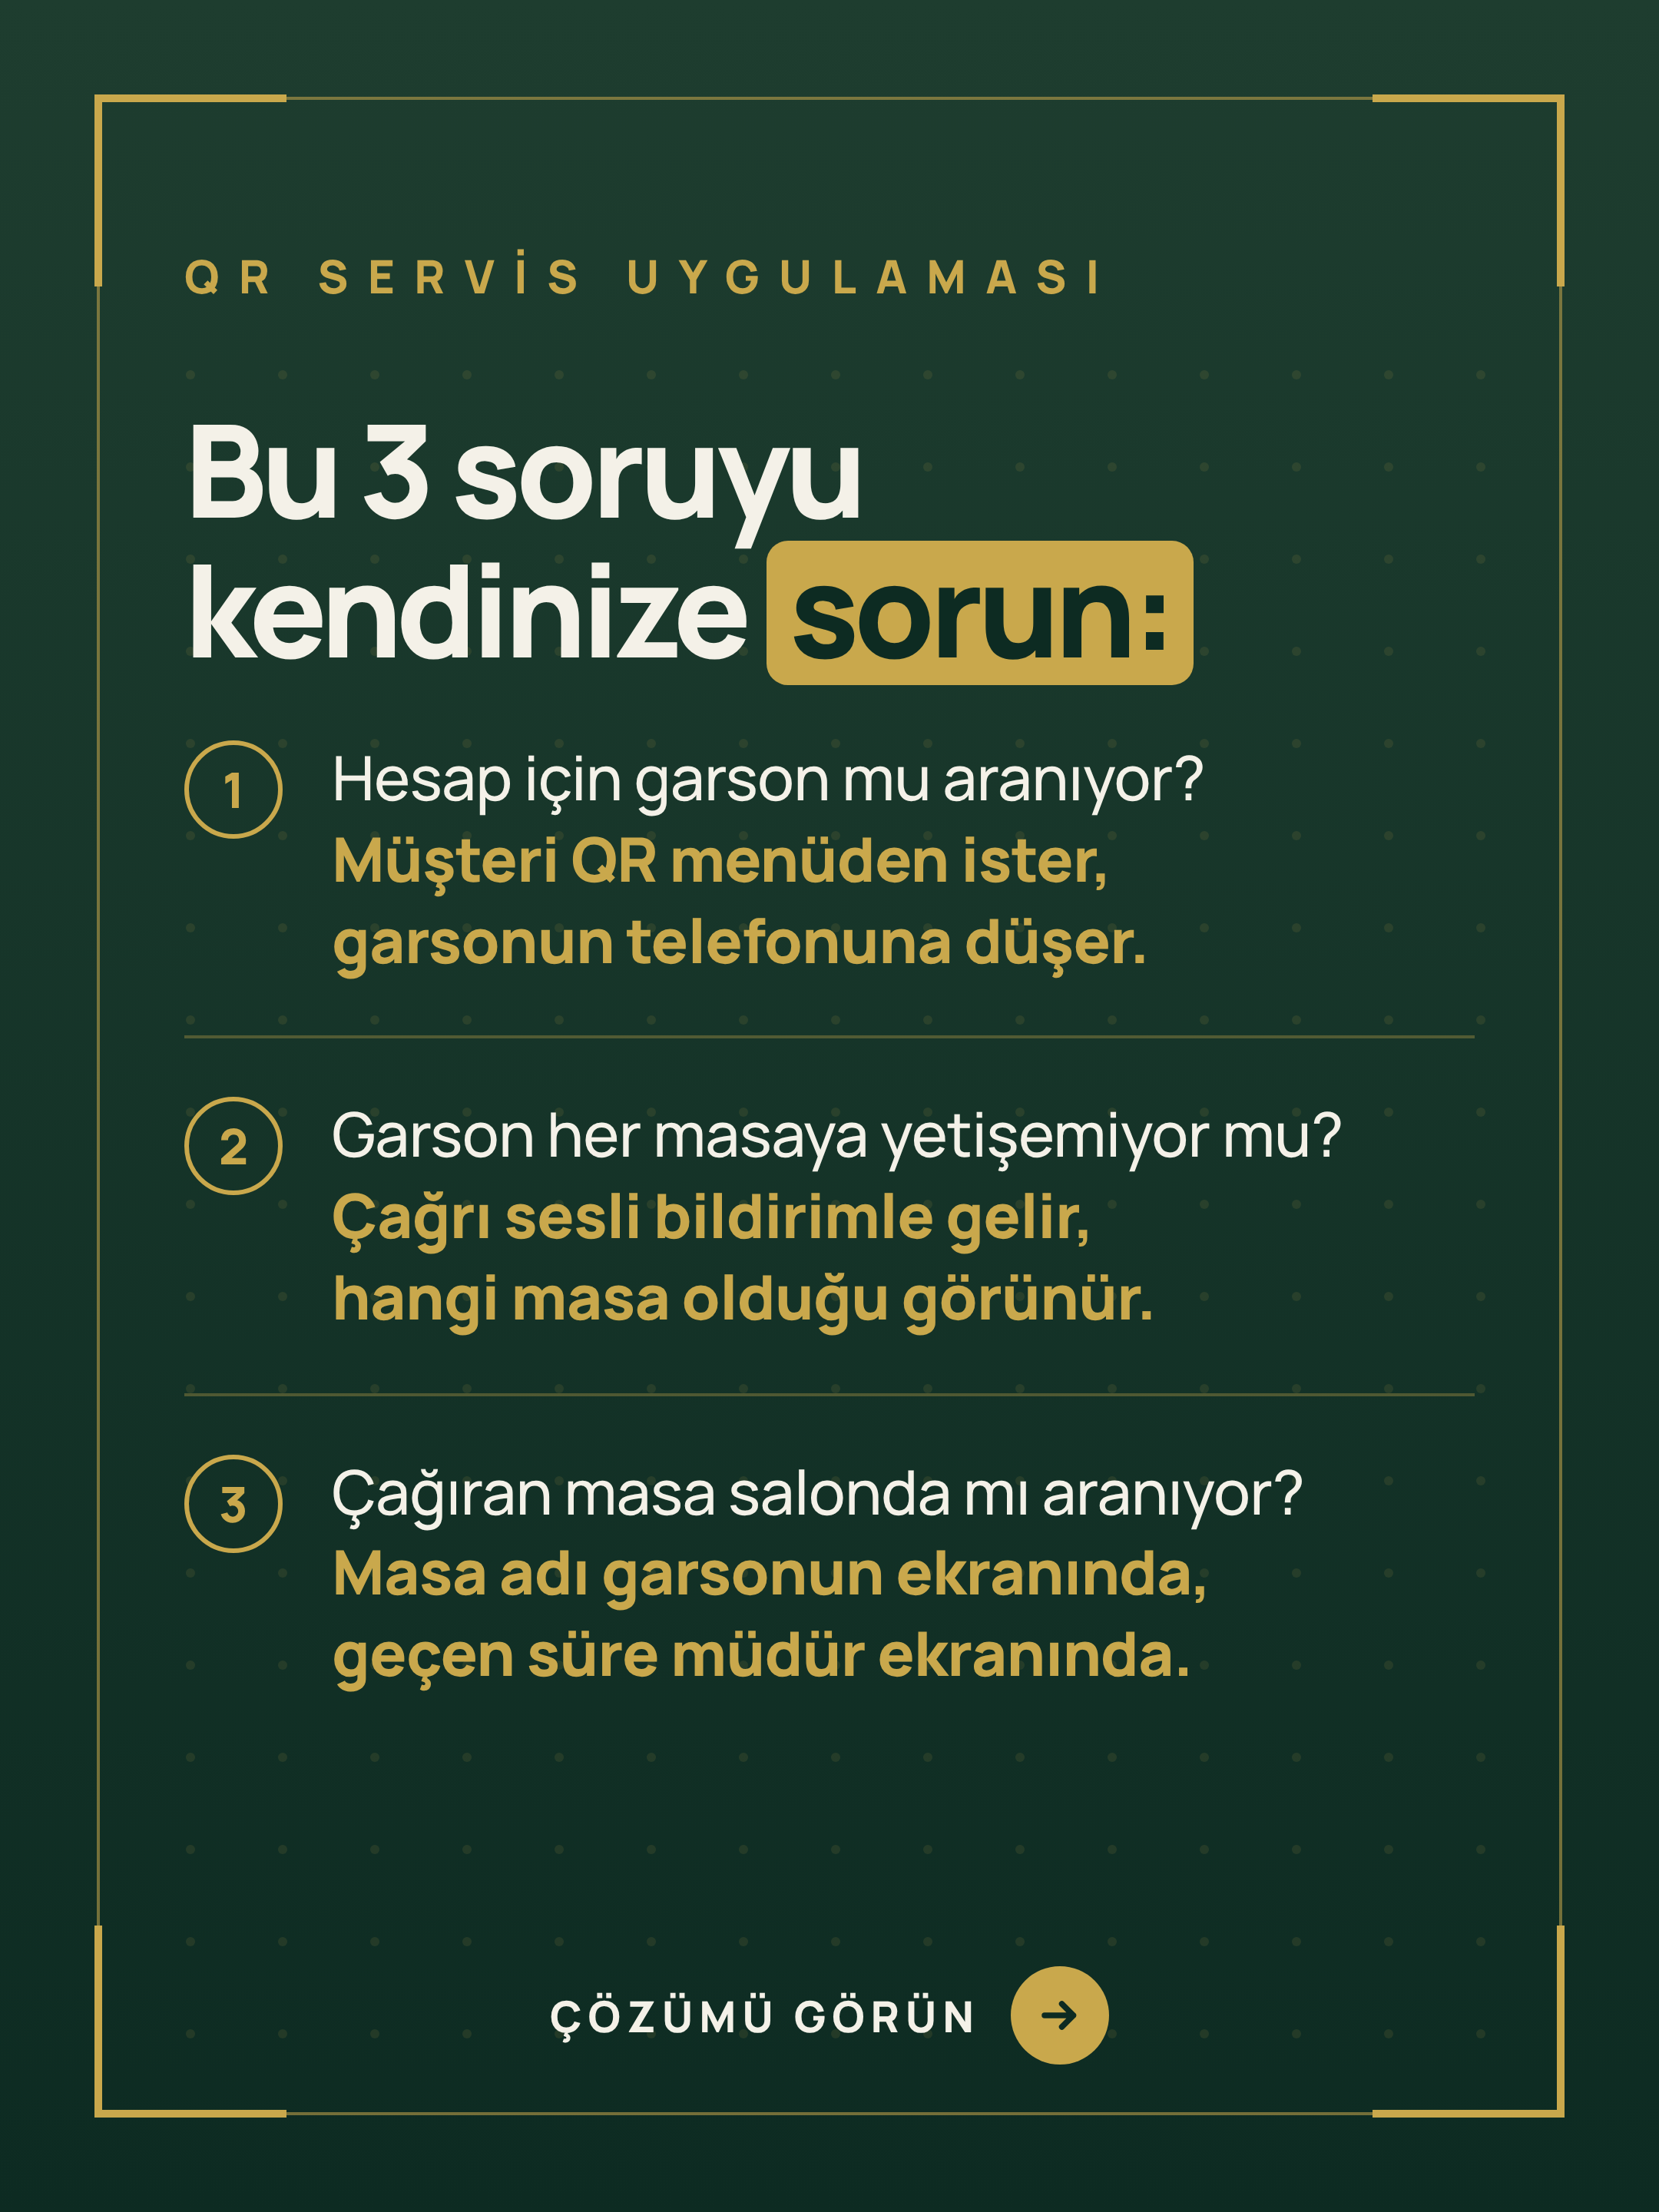 QR SERVİS UYGULAMASI
Bu 3 soruyu
kendinize sorun:
1 Hesap için garson mu aranıyor?
Müşteri QR menüden ister,
garsonun telefonuna düşer.
2 Garson her masaya yetişemiyor mu?
Çağrı sesli bildirimle gelir,
hangi masa olduğu görünür.
3 Çağıran masa salonda mı aranıyor?
Masa adı garsonun ekranında,
geçen süre müdür ekranında.
ÇÖZÜMÜ GÖRÜN